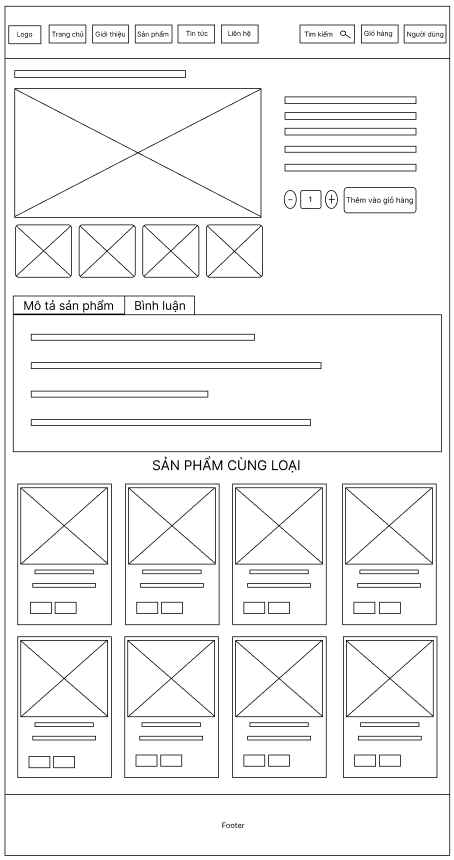 Logo
Trang chủ
Giới thiệu
Sản phẩm
Tin tức
Liên hệ
Tìm kiếm
Giỏ hàng
Người dùng
-
1
+
Thêm vào giỏ hàng
Mô tả sản phẩm
Bình luận
SẢN PHẨM CÙNG LOẠI
Footer